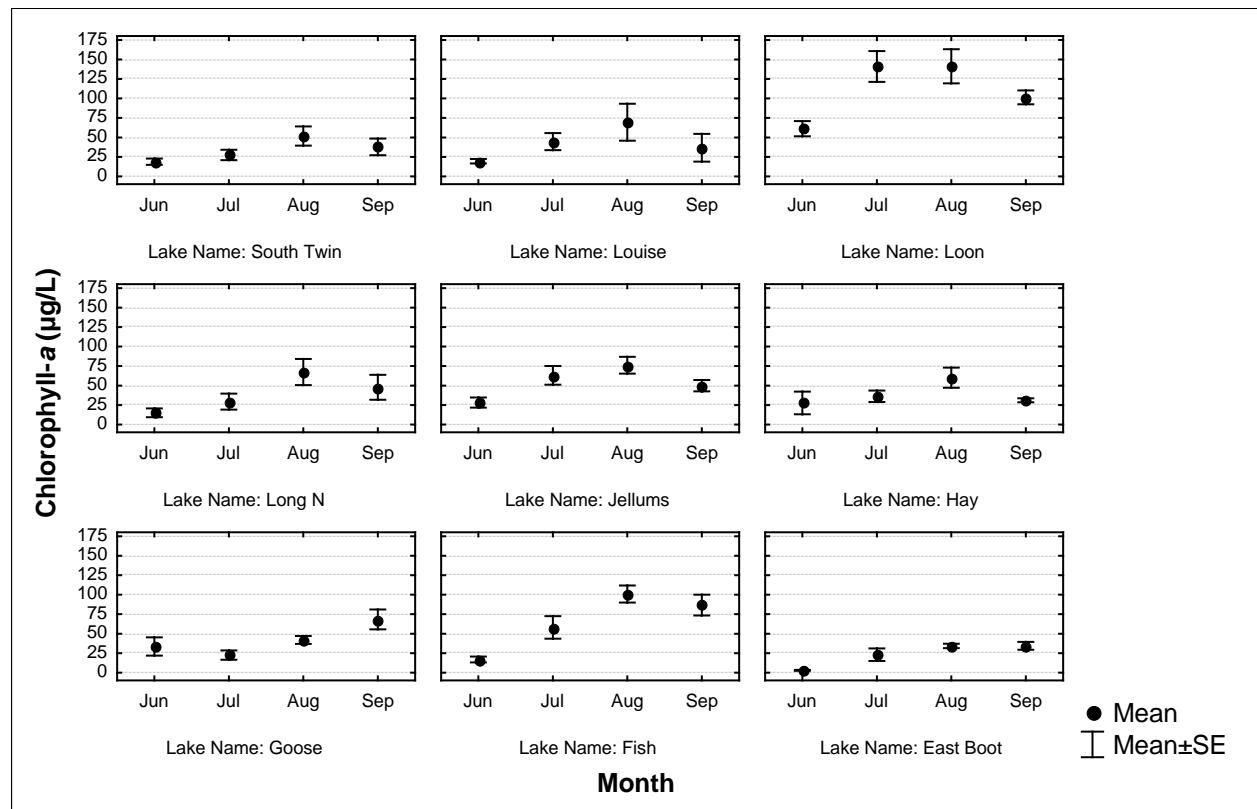 175
150
125
100
75
50
25
0
Jun Jul Aug Sep
Jun Jul Aug Sep
Jun Jul Aug Sep
Lake Name: South Twin
Lake Name: Louise
Lake Name: Loon
175
150
125
100
75
50
25
0
Jun Jul Aug Sep
Jun Jul Aug Sep
Jun Jul Aug Sep
Lake Name: Long N
Lake Name: Jellums
Lake Name: Hay
175
150
125
100
75
50
25
0
Jun Jul Aug Sep
Jun Jul Aug Sep
Jun Jul Aug Sep
Lake Name: Goose
Lake Name: Fish
Lake Name: East Boot
Chlorophyll-a (µg/L)
Month
Mean
Mean±SE